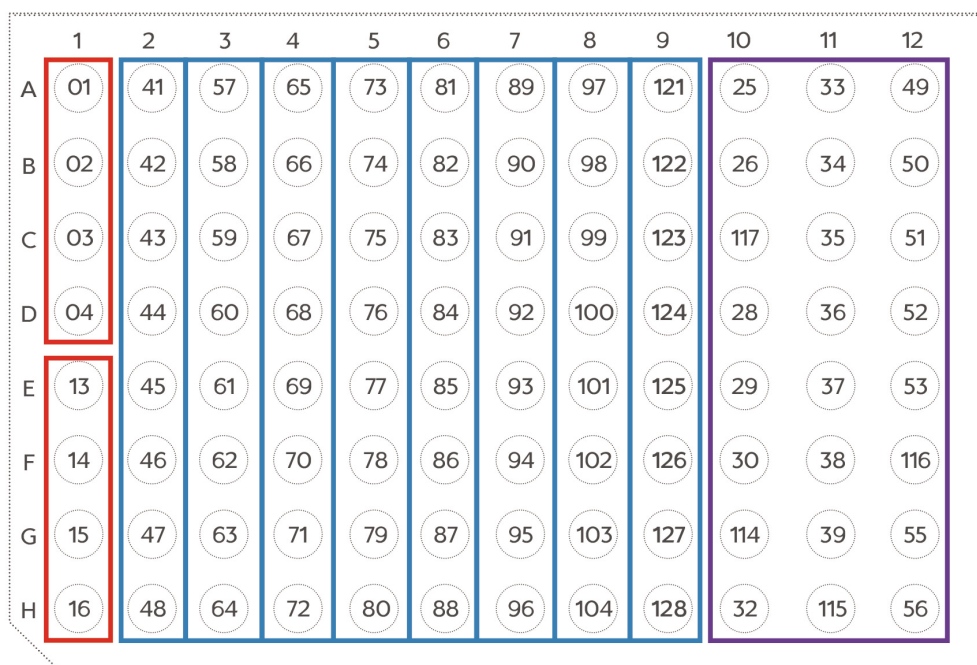 1 2 3 4 5 6 7 8 9 10 11 12
A 01 41 57 65 73 81 89 97 121 25 33 49
B 02 42 58 66 74 82 90 98 122 26 34 50
C 03 43 59 67 75 83 91 99 123 117 35 51
D 04 44 60 68 76 84 92 100 124 28 36 52
E 13 45 61 69 77 85 93 101 125 29 37 53
F 14 46 62 70 78 86 94 102 126 30 38 116
G 15 47 63 71 79 87 95 103 127 114 39 55
H 16 48 64 72 80 88 96 104 128 32 115 56